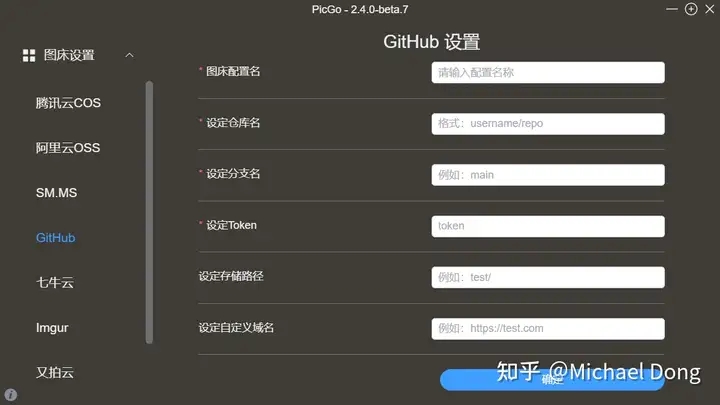 PicGo - 2.4.0-beta.7
图床设置
腾讯云COS
阿里云OSS
SM.MS
GitHub
七牛云
Imgur
又拍云
GitHub 设置
* 图床配置名
请输入配置名称
* 设定仓库名
格式：username/repo
* 设定分支名
例如：main
* 设定Token
token
设定存储路径
例如：test/
设定自定义域名
例如：https://test.com
确定
知乎 @Michael Dong